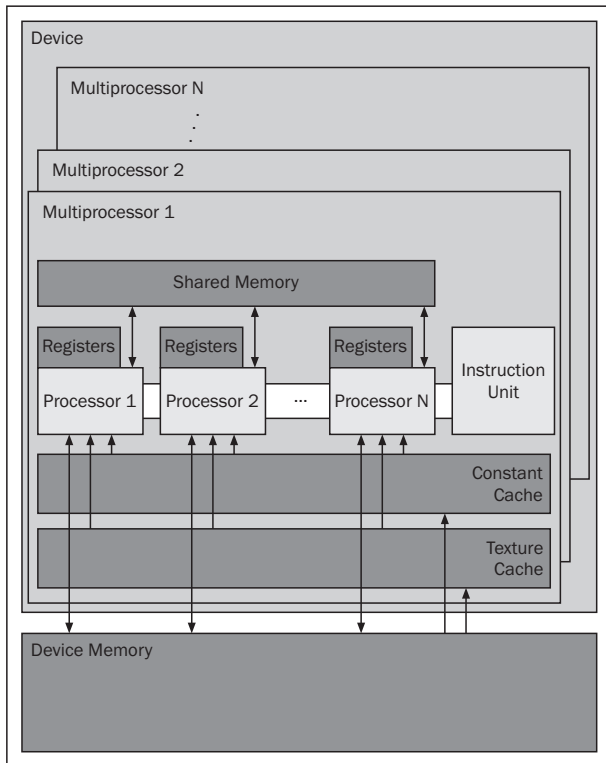 Device
Multiprocessor N
.
.
.
Multiprocessor 2
Multiprocessor 1
Shared Memory
Registers
Registers
Registers
Processor 1
Processor 2
...
Processor N
Instruction
Unit
Constant
Cache
Texture
Cache
Device Memory